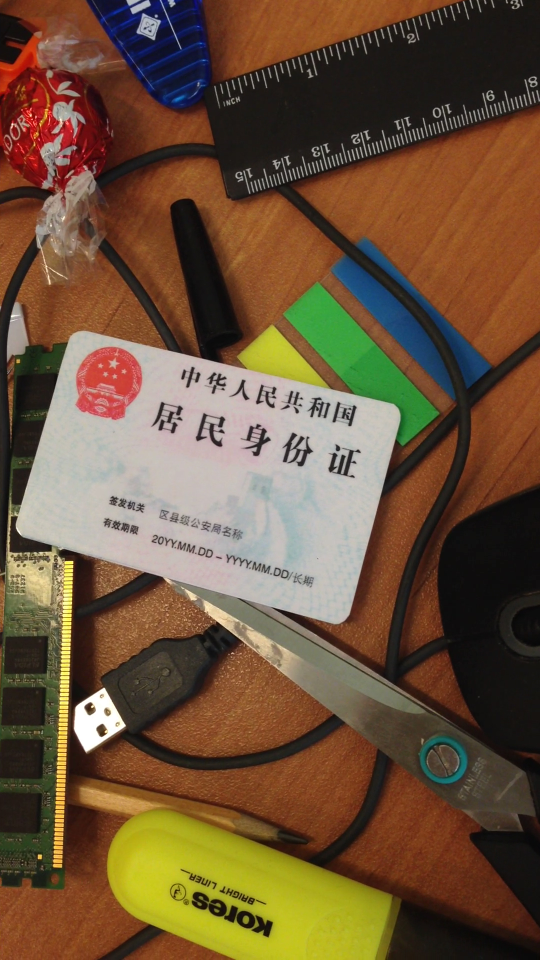 DOR
INCH 1 2 3
15 14 13 12 11 10 9 8
中华人民共和国
居民身份证
签发机关 区县级公安局名称
有效期限 20YY.MM.DD – YYYY.MM.DD/长期
STAINLESS
Kores
BRIGHT LINER